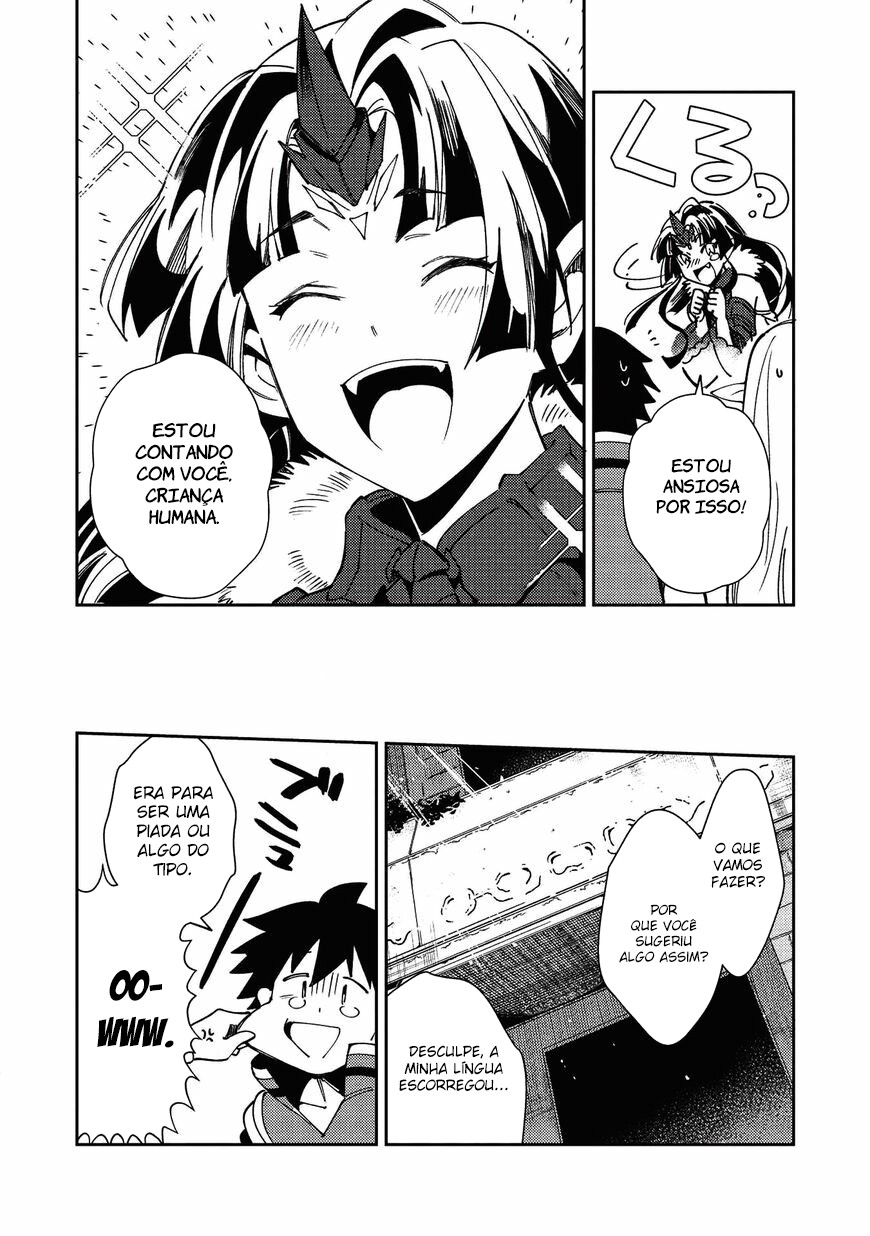 くる?
ESTOU
ANSIOSA
POR ISSO!
ESTOU
CONTANDO
COM VOCÊ,
CRIANÇA
HUMANA.
O QUE
VAMOS
FAZER?
POR
QUE VOCÊ
SUGERIU
ALGO ASSIM?
DESCULPE, A
MINHA LÍNGUA
ESCORREGOU...
ERA PARA
SER UMA
PIADA OU
ALGO DO
TIPO.
OO-
WWW.